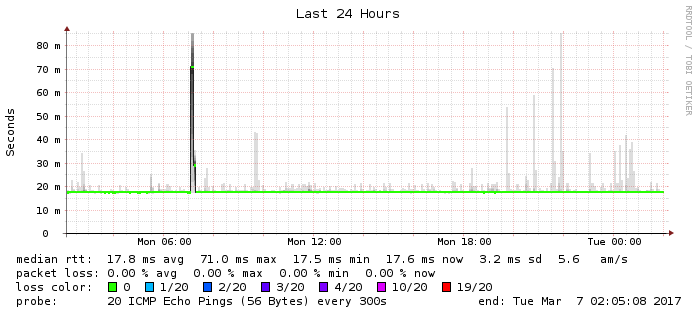 Last 24 Hours
RRDTOOL / TOBI OETIKER
Seconds
80 m
70 m
60 m
50 m
40 m
30 m
20 m
10 m
0
Mon 06:00 Mon 12:00 Mon 18:00 Tue 00:00
median rtt: 17.8 ms avg 71.0 ms max 17.5 ms min 17.6 ms now 3.2 ms sd 5.6 am/s
packet loss: 0.00 % avg 0.00 % max 0.00 % min 0.00 % now
loss color: 0 1/20 2/20 3/20 4/20 10/20 19/20
probe: 20 ICMP Echo Pings (56 Bytes) every 300s end: Tue Mar 7 02:05:08 2017